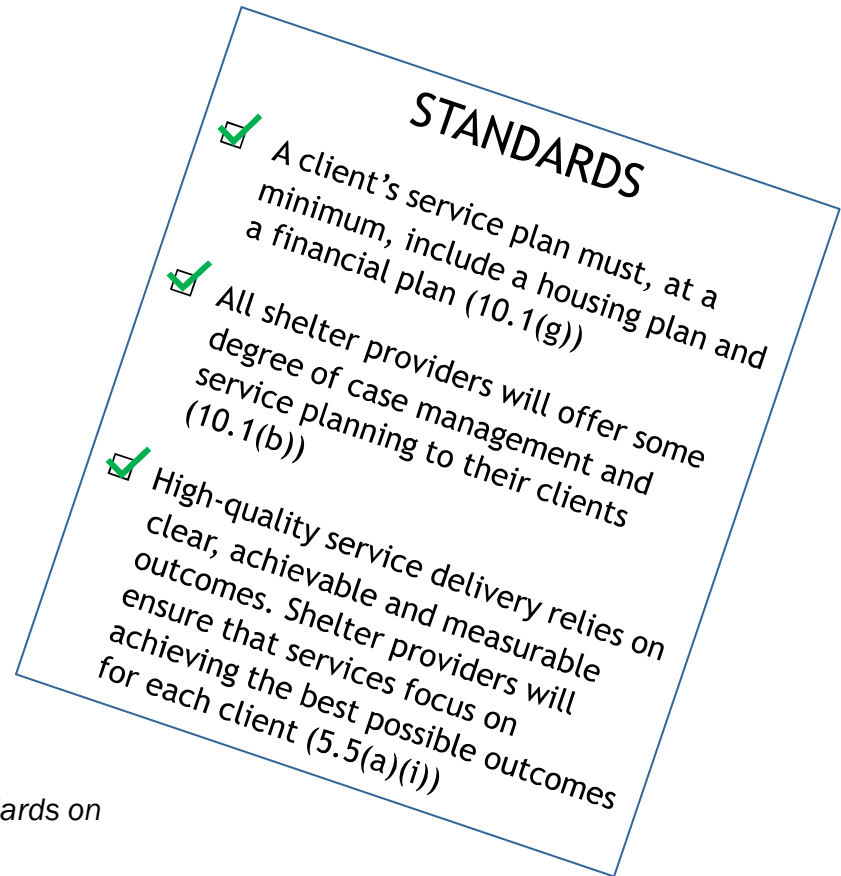 STANDARDS
A client’s service plan must, at a
minimum, include a housing plan and
a financial plan (10.1(g))
All shelter providers will offer some
degree of case management and
service planning to their clients
(10.1(b))
High-quality service delivery relies on
clear, achievable and measurable
outcomes. Shelter providers will
ensure that services focus on
achieving the best possible outcomes
for each client (5.5(a)(i))
on